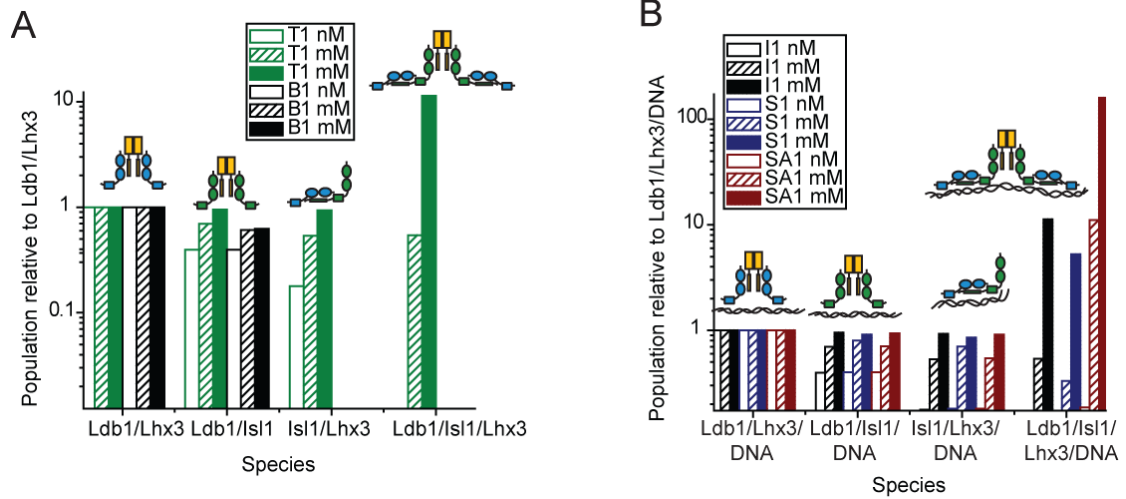 A
T1 nM
T1 mM
T1 mM
B1 nM
B1 mM
B1 mM
Population relative to Ldb1/Lhx3
10
1
0.1
Ldb1/Lhx3
Ldb1/Isl1
Isl1/Lhx3
Ldb1/Isl1/Lhx3
Species
B
I1 nM
I1 mM
I1 mM
S1 nM
S1 mM
S1 mM
SA1 nM
SA1 mM
SA1 mM
Population relative to Ldb1/Lhx3/DNA
100
10
1
Ldb1/Lhx3/
DNA
Ldb1/Isl1/
DNA
Isl1/Lhx3/
DNA
Ldb1/Isl1/
Lhx3/DNA
Species